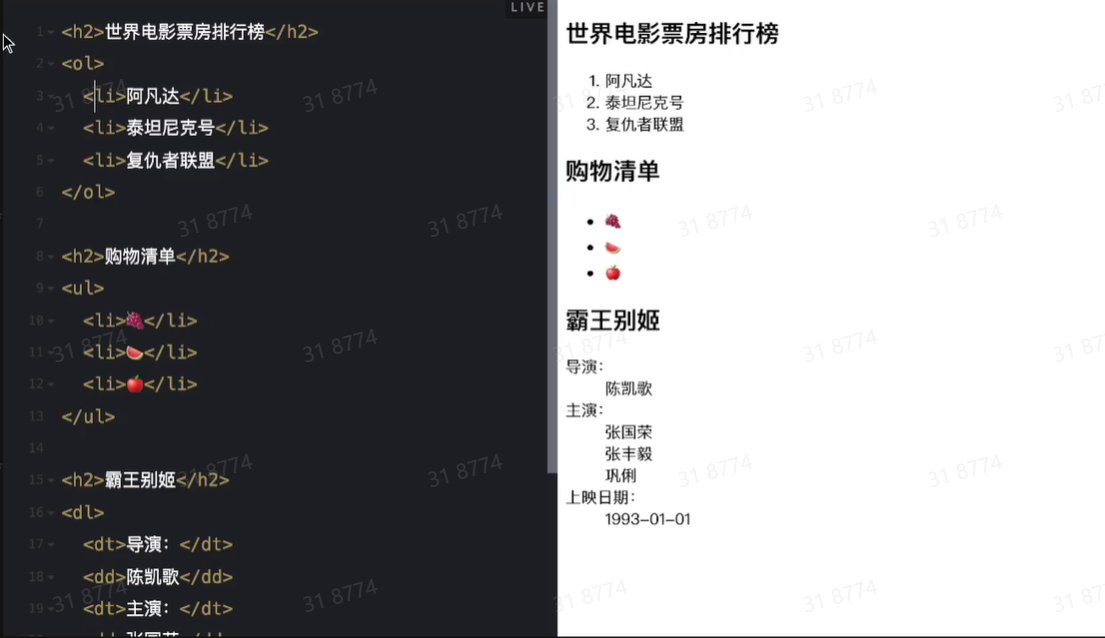 LIVE
1 <h2>世界电影票房排行榜</h2>
2 <ol>
3 <li>阿凡达</li>
4 <li>泰坦尼克号</li>
5 <li>复仇者联盟</li>
6 </ol>
7
8 <h2>购物清单</h2>
9 <ul>
10 <li>🍇</li>
11 <li>🍉</li>
12 <li>🍎</li>
13 </ul>
14
15 <h2>霸王别姬</h2>
16 <dl>
17 <dt>导演：</dt>
18 <dd>陈凯歌</dd>
19 <dt>主演：</dt>
世界电影票房排行榜
1. 阿凡达
2. 泰坦尼克号
3. 复仇者联盟
购物清单
• 🍇
• 🍉
• 🍎
霸王别姬
导演：
陈凯歌
主演：
张国荣
张丰毅
巩俐
上映日期：
1993-01-01
31 8774